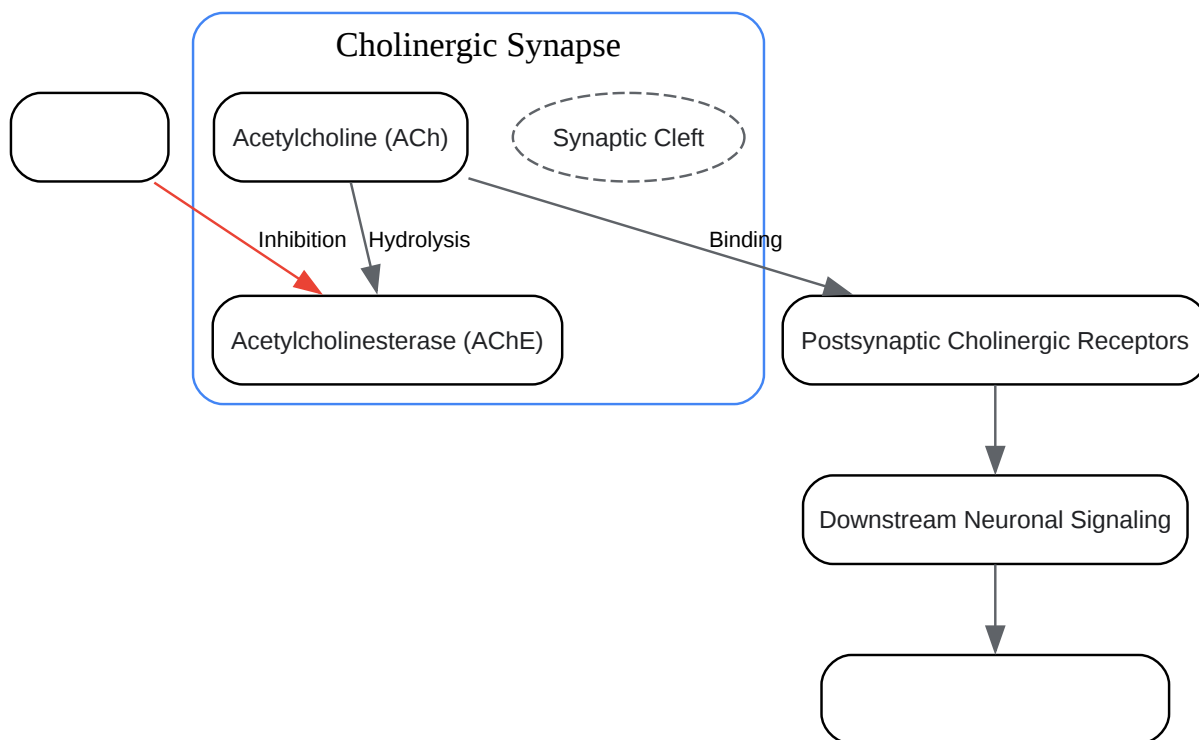 Cholinergic Synapse
Acetylcholine (ACh)
Synaptic Cleft
Inhibition
Hydrolysis
Binding
Acetylcholinesterase (AChE)
Postsynaptic Cholinergic Receptors
Downstream Neuronal Signaling